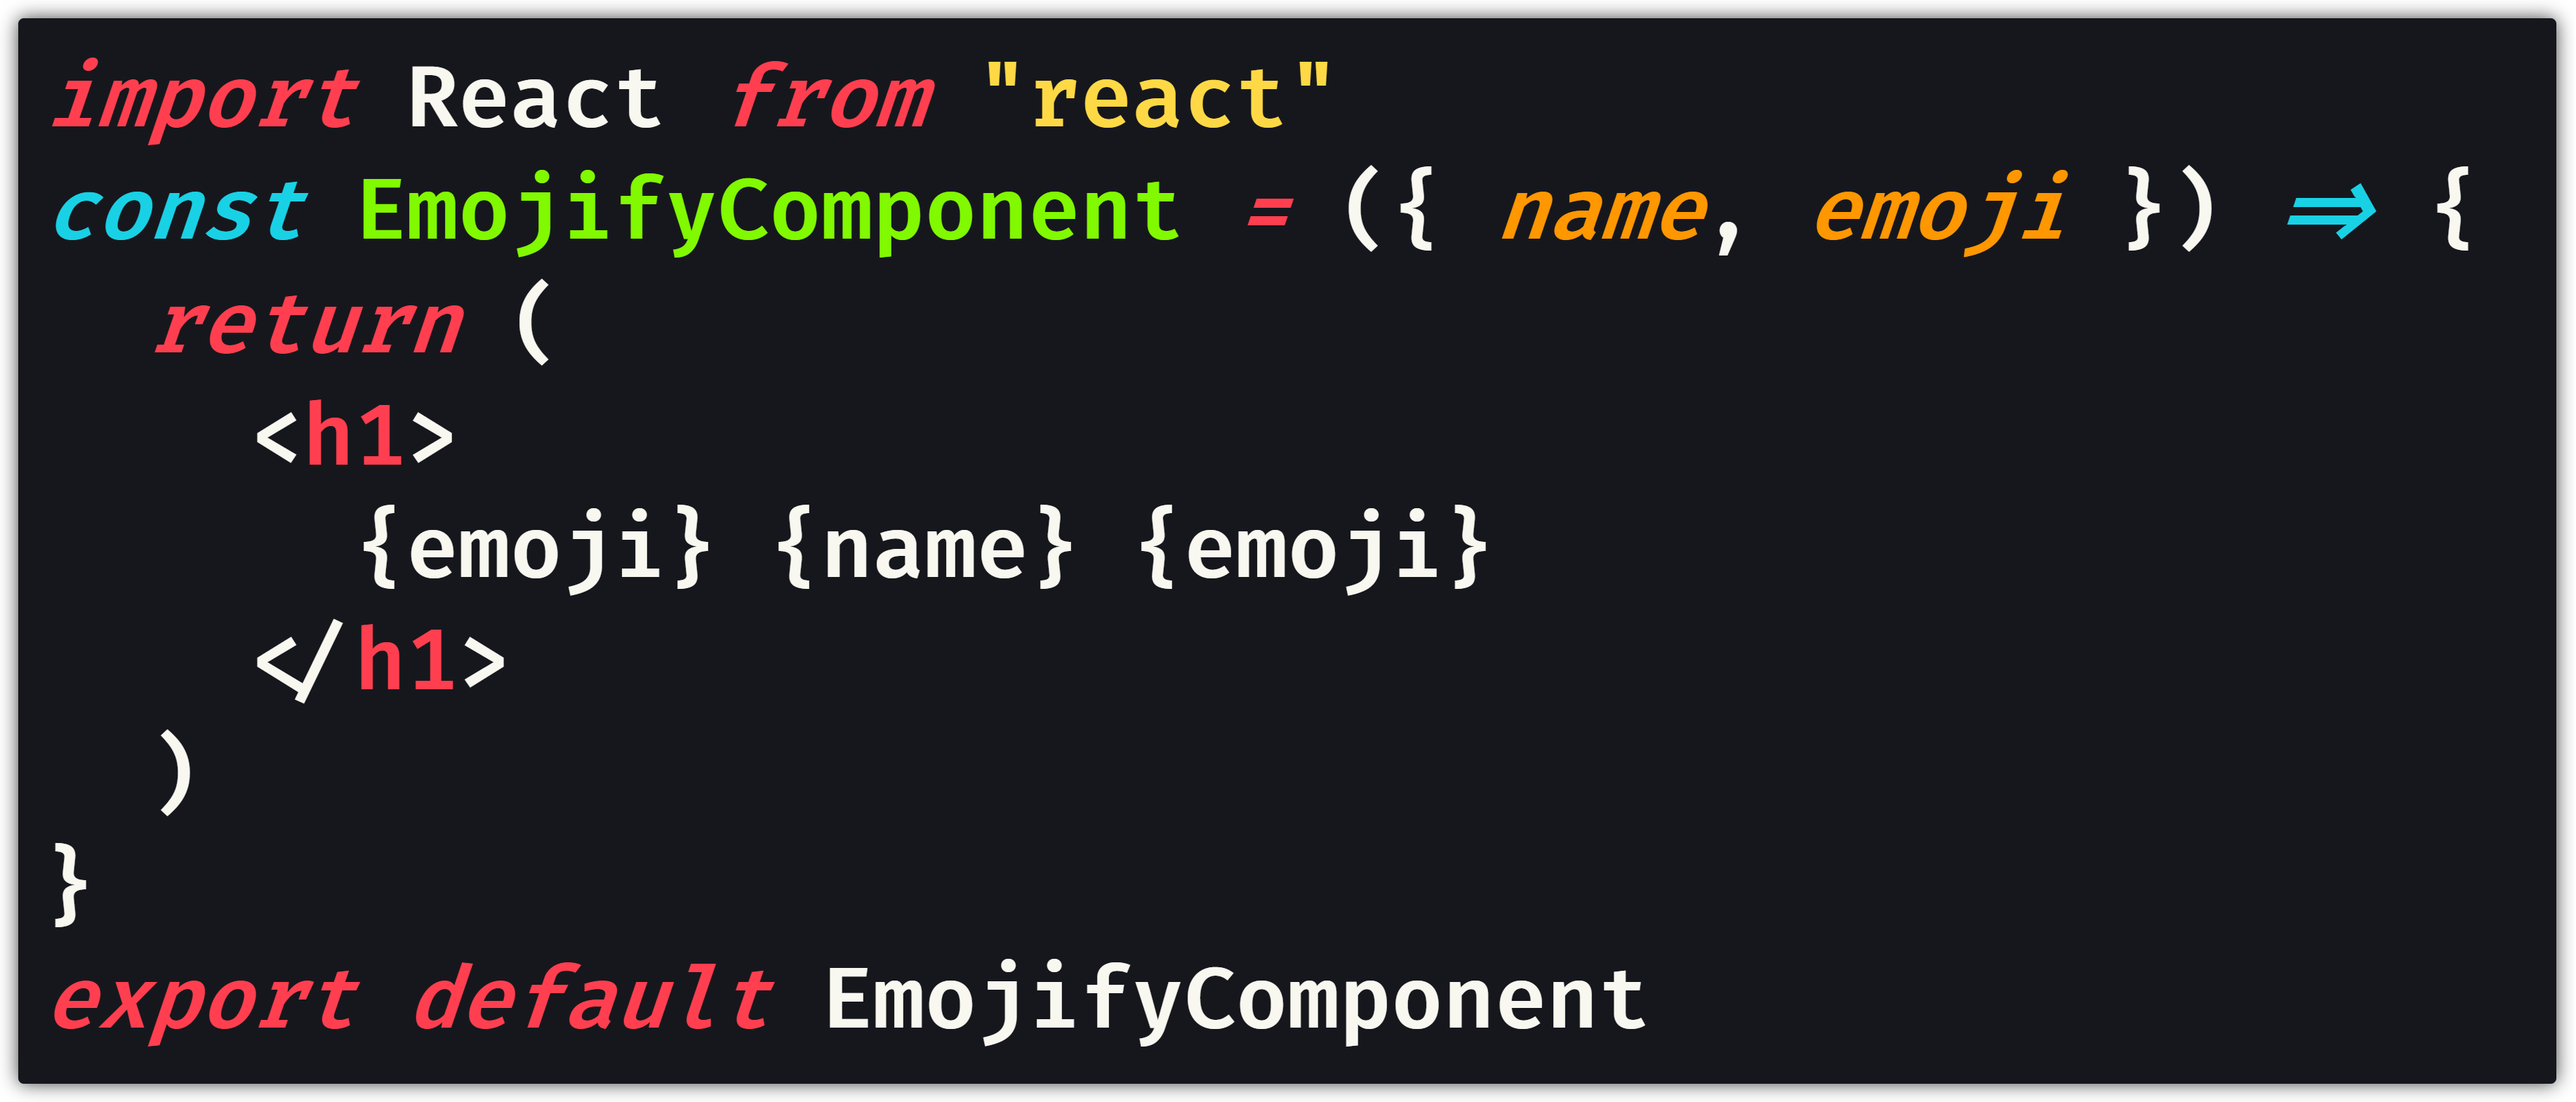 import React from "react"
const EmojifyComponent = ({ name, emoji }) => {
  return (
    <h1>
      {emoji} {name} {emoji}
    </h1>
  )
}
export default EmojifyComponent